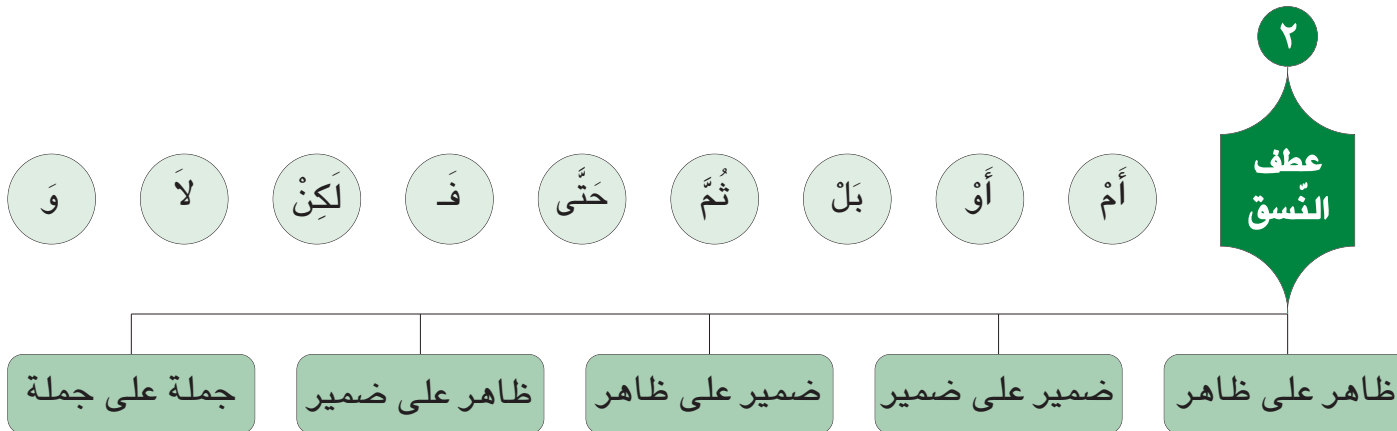 ٢
عطف
النّسق
أَمْ
أَوْ
بَلْ
ثُمَّ
حَتَّى
فَـ
لَكِنْ
لاَ
وَ
ظاهر على ظاهر
ضمير على ضمير
ضمير على ظاهر
ظاهر على ضمير
جملة على جملة